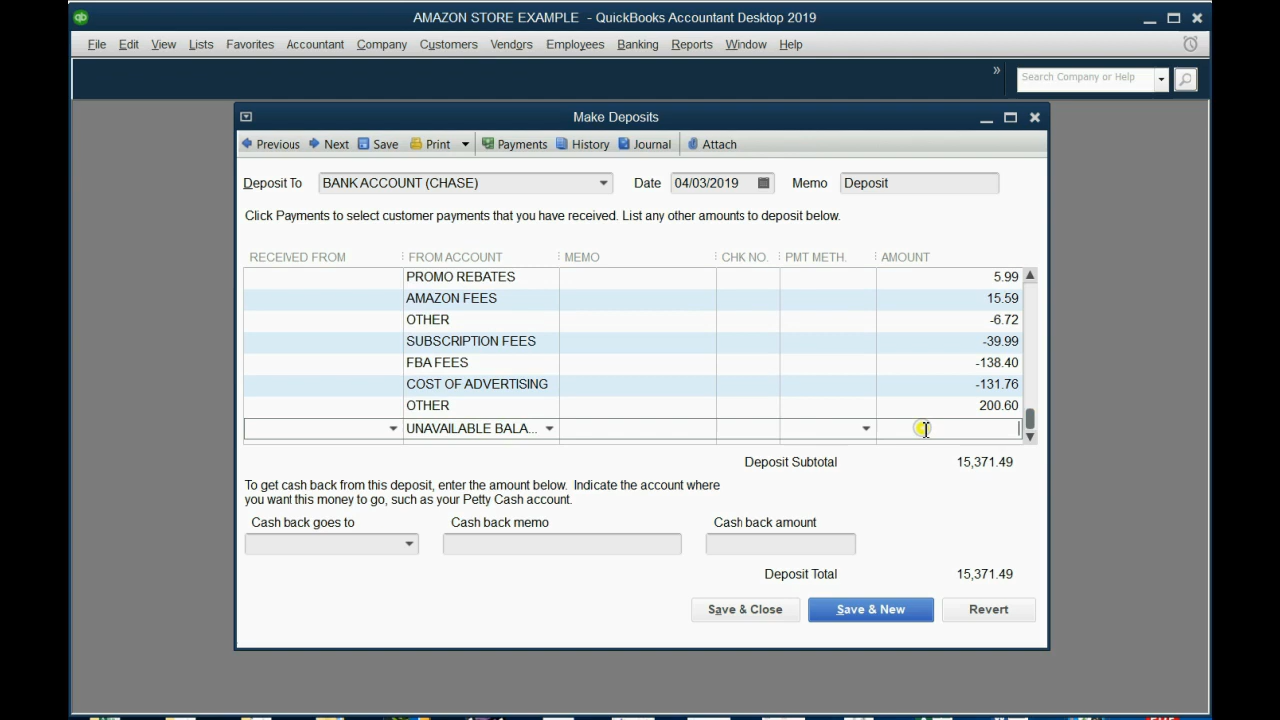 AMAZON STORE EXAMPLE - QuickBooks Accountant Desktop 2019
File Edit View Lists Favorites Accountant Company Customers Vendors Employees Banking Reports Window Help
» Search Company or Help
Make Deposits
Previous Next Save Print Payments History Journal Attach
Deposit To BANK ACCOUNT (CHASE) Date 04/03/2019 Memo Deposit
Click Payments to select customer payments that you have received. List any other amounts to deposit below.
RECEIVED FROM FROM ACCOUNT MEMO CHK NO. PMT METH. AMOUNT
PROMO REBATES 5.99
AMAZON FEES 15.59
OTHER -6.72
SUBSCRIPTION FEES -39.99
FBA FEES -138.40
COST OF ADVERTISING -131.76
OTHER 200.60
UNAVAILABLE BALA...
Deposit Subtotal 15,371.49
To get cash back from this deposit, enter the amount below. Indicate the account where
you want this money to go, such as your Petty Cash account.
Cash back goes to Cash back memo Cash back amount
Deposit Total 15,371.49
Save & Close Save & New Revert